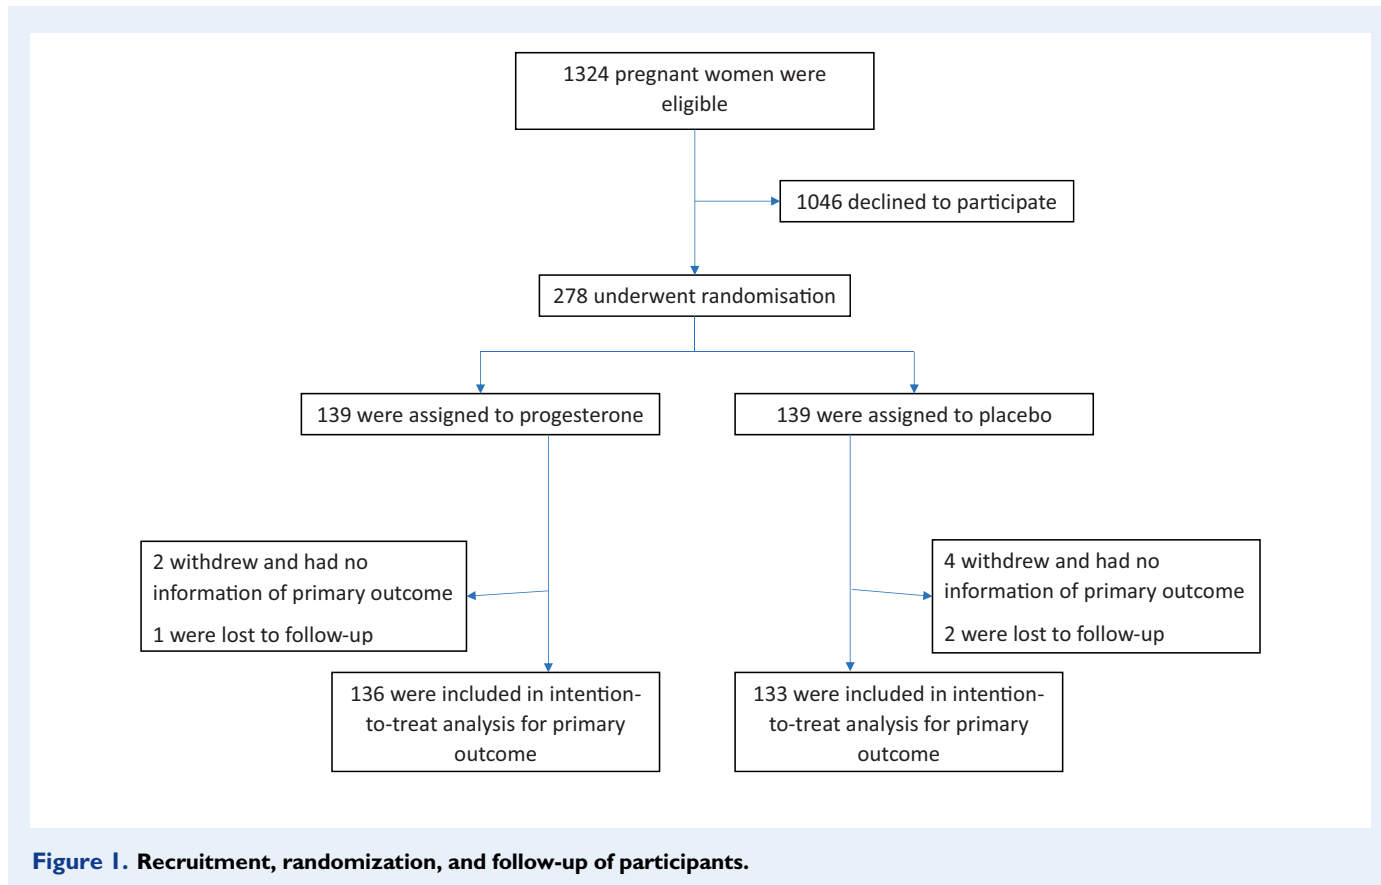 1324 pregnant women were
eligible
1046 declined to participate
278 underwent randomisation
139 were assigned to progesterone
139 were assigned to placebo
2 withdrew and had no
information of primary outcome
1 were lost to follow-up
4 withdrew and had no
information of primary outcome
2 were lost to follow-up
136 were included in intention-
to-treat analysis for primary
outcome
133 were included in intention-
to-treat analysis for primary
outcome
Figure 1. Recruitment, randomization, and follow-up of participants.